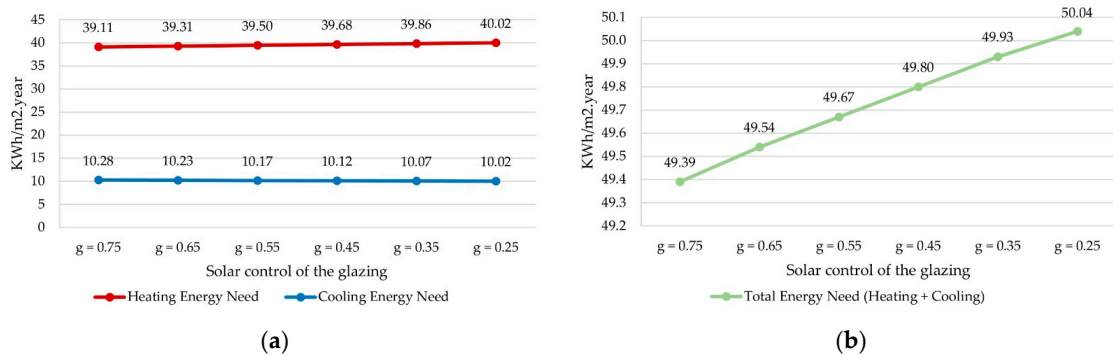 45
40
35
30
25
20
15
10
5
0
KWh/m2.year
39.11 39.31 39.50 39.68 39.86 40.02
10.28 10.23 10.17 10.12 10.07 10.02
g = 0.75 g = 0.65 g = 0.55 g = 0.45 g = 0.35 g = 0.25
Solar control of the glazing
Heating Energy Need Cooling Energy Need
(a)
50.1
50.0
49.9
49.8
49.7
49.6
49.5
49.4
49.3
49.2
KWh/m2.year
49.39 49.54 49.67 49.80 49.93 50.04
g = 0.75 g = 0.65 g = 0.55 g = 0.45 g = 0.35 g = 0.25
Solar control of the glazing
Total Energy Need (Heating + Cooling)
(b)